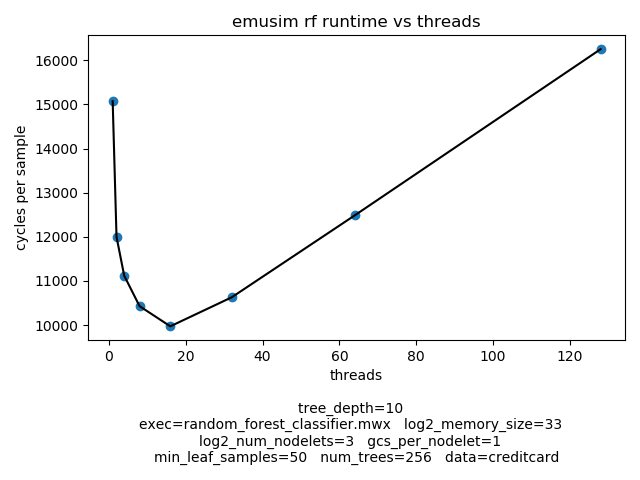 emusim rf runtime vs threads
16000
15000
14000
13000
12000
11000
10000
cycles per sample
0 20 40 60 80 100 120
threads
tree_depth=10
exec=random_forest_classifier.mwx log2_memory_size=33
log2_num_nodelets=3 gcs_per_nodelet=1
min_leaf_samples=50 num_trees=256 data=creditcard